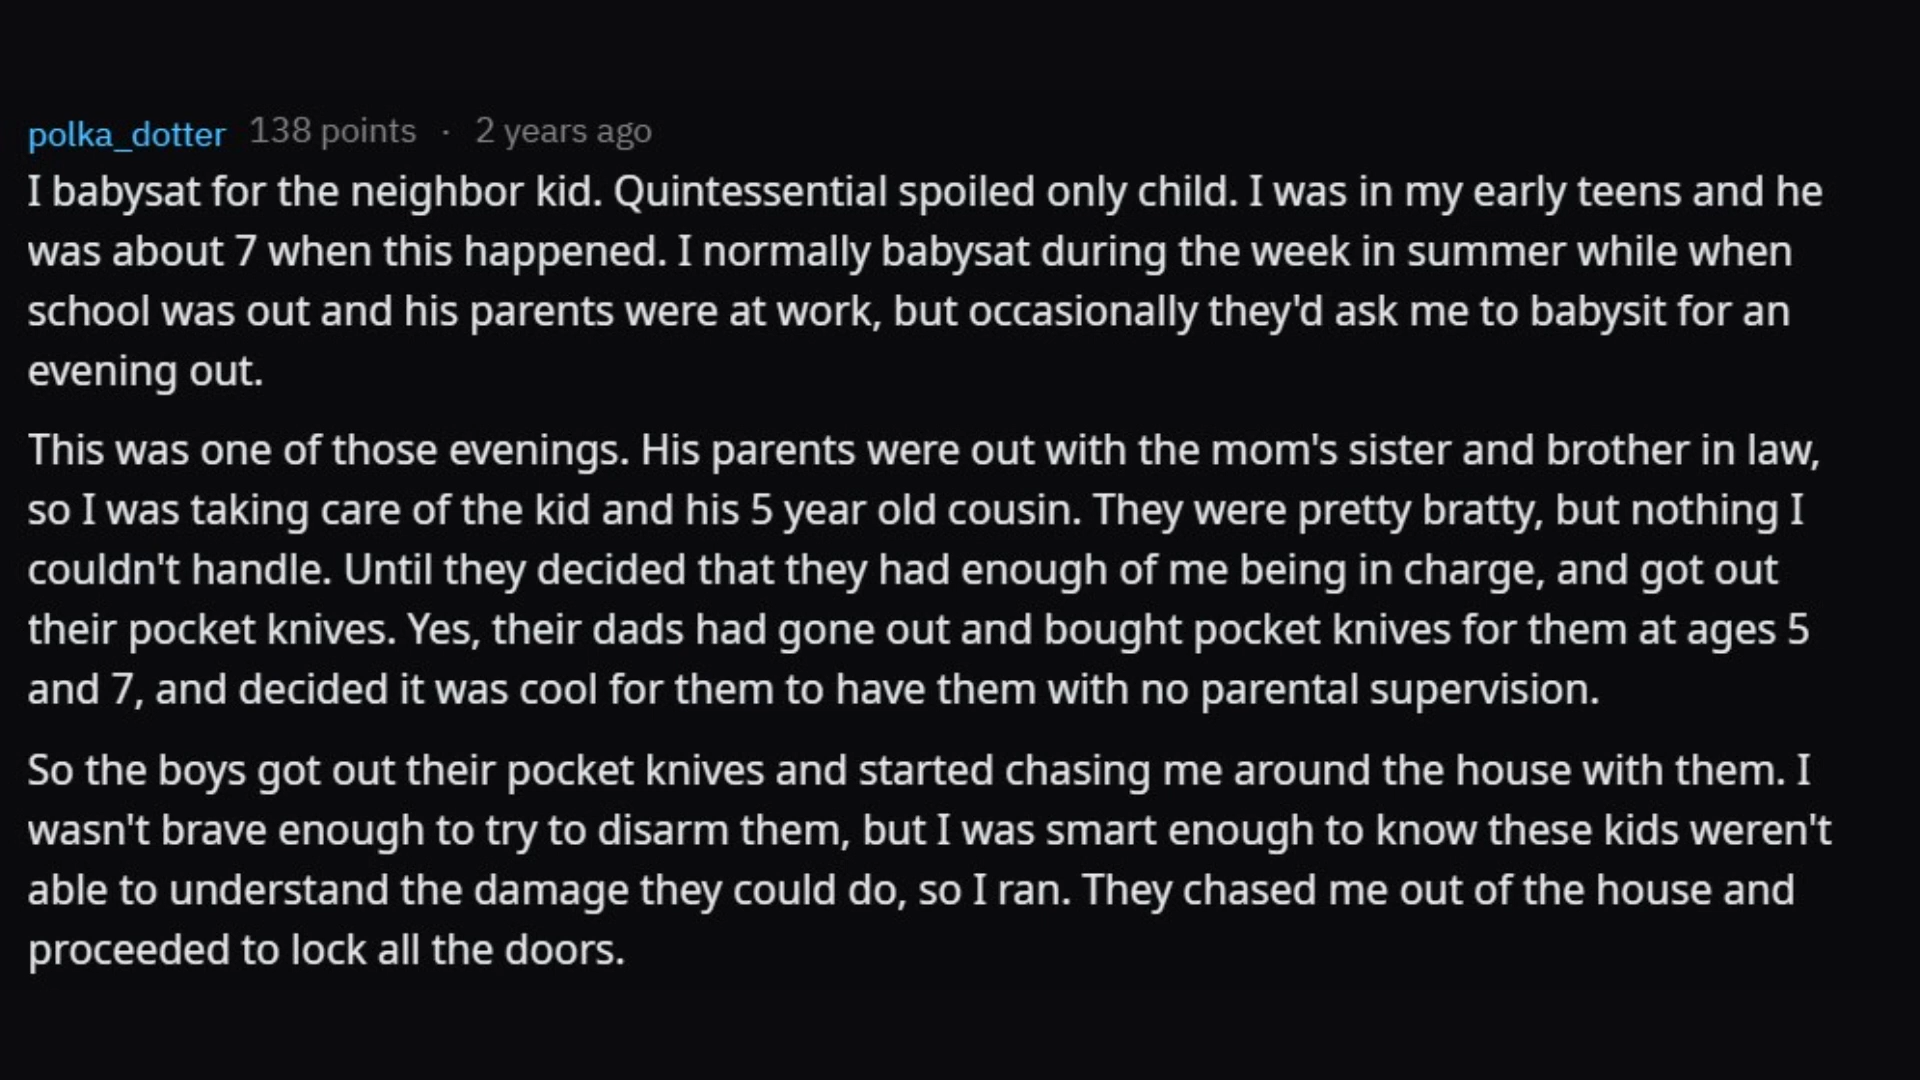 polka_dotter 138 points · 2 years ago
I babysat for the neighbor kid. Quintessential spoiled only child. I was in my early teens and he
was about 7 when this happened. I normally babysat during the week in summer while when
school was out and his parents were at work, but occasionally they'd ask me to babysit for an
evening out.
This was one of those evenings. His parents were out with the mom's sister and brother in law,
so I was taking care of the kid and his 5 year old cousin. They were pretty bratty, but nothing I
couldn't handle. Until they decided that they had enough of me being in charge, and got out
their pocket knives. Yes, their dads had gone out and bought pocket knives for them at ages 5
and 7, and decided it was cool for them to have them with no parental supervision.
So the boys got out their pocket knives and started chasing me around the house with them. I
wasn't brave enough to try to disarm them, but I was smart enough to know these kids weren't
able to understand the damage they could do, so I ran. They chased me out of the house and
proceeded to lock all the doors.